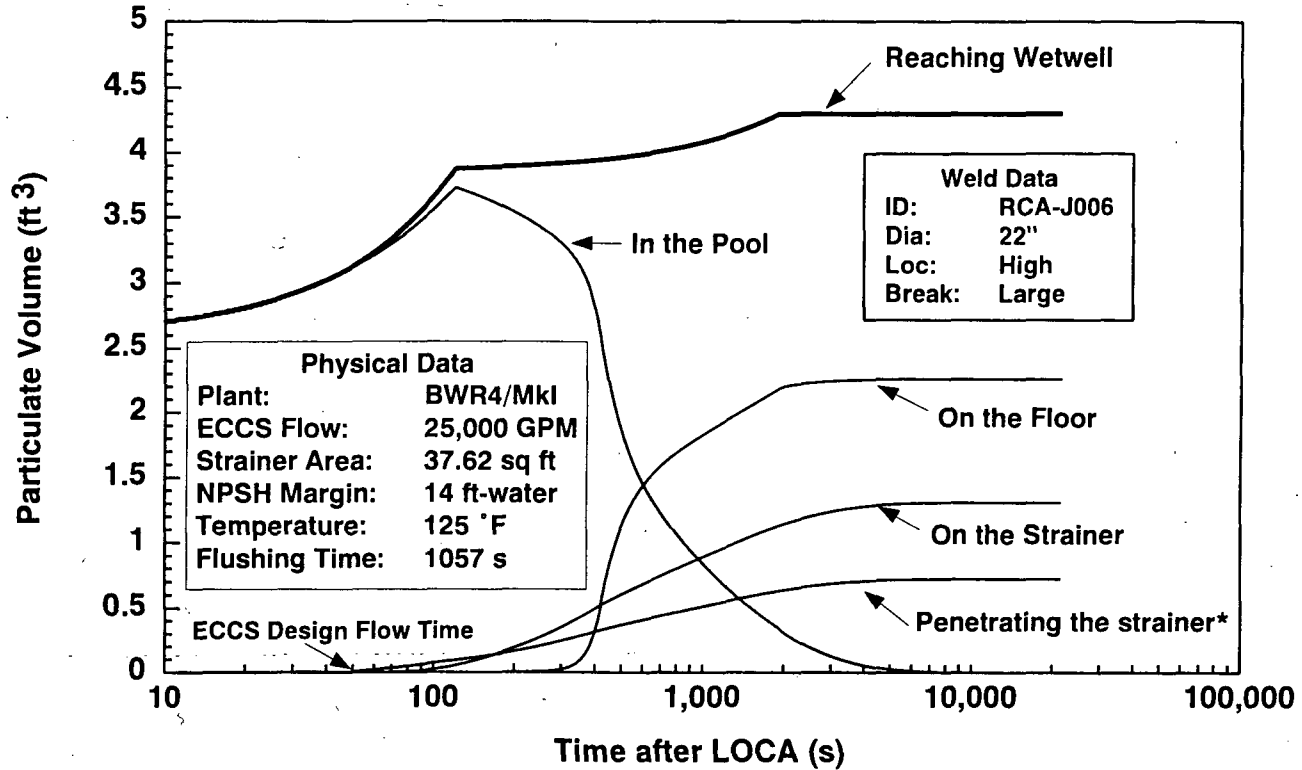 5
4.5
4
3.5
3
2.5
2
1.5
1
0.5
0
Particulate Volume (ft 3)
Reaching Wetwell
Weld Data
ID: RCA-J006
Dia: 22"
Loc: High
Break: Large
In the Pool
Physical Data
Plant: BWR4/MkI
ECCS Flow: 25,000 GPM
Strainer Area: 37.62 sq ft
NPSH Margin: 14 ft-water
Temperature: 125 °F
Flushing Time: 1057 s
On the Floor
On the Strainer
Penetrating the strainer*
ECCS Design Flow Time
10 100 1,000 10,000 100,000
Time after LOCA (s)